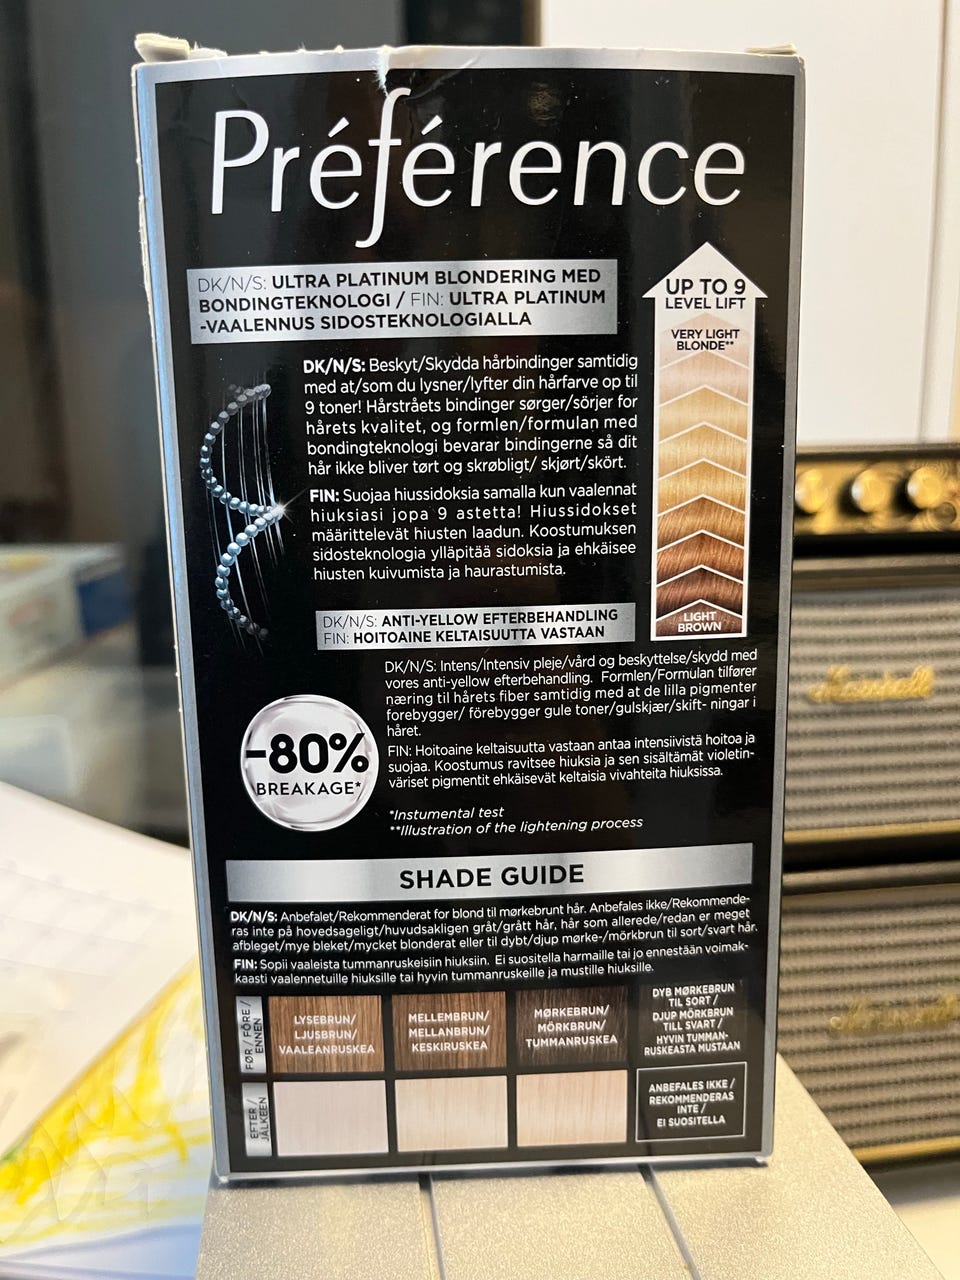 Préférence
DK/N/S: ULTRA PLATINUM BLONDERING MED
BONDINGTEKNOLOGI / FIN: ULTRA PLATINUM
-VAALENNUS SIDOSTEKNOLOGIALLA
UP TO 9
LEVEL LIFT
VERY LIGHT
BLONDE**
LIGHT
BROWN
DK/N/S: Beskyt/Skydda hårbindinger samtidig
med at/som du lysner/lyfter din hårfarve op til
9 toner! Hårstråets bindinger sørger/sörjer for
hårets kvalitet, og formlen/formulan med
bondingteknologi bevarar bindingerne så dit
hår ikke bliver tørt og skrøbligt/ skjørt/skört.
FIN: Suojaa hiussidoksia samalla kun vaalennat
hiuksiasi jopa 9 astetta! Hiussidokset
määrittelevät hiusten laadun. Koostumuksen
sidosteknologia ylläpitää sidoksia ja ehkäisee
hiusten kuivumista ja haurastumista.
DK/N/S: ANTI-YELLOW EFTERBEHANDLING
FIN: HOITOAINE KELTAISUUTTA VASTAAN
DK/N/S: Intens/Intensiv pleje/vård og beskyttelse/skydd med
vores anti-yellow efterbehandling. Formlen/Formulan tilfører
næring til hårets fiber samtidig med at de lilla pigmenter
forebygger/ förebygger gule toner/gulskjær/skift- ningar i
håret.
FIN: Hoitoaine keltaisuutta vastaan antaa intensiivistä hoitoa ja
suojaa. Koostumus ravitsee hiuksia ja sen sisältämät violetin-
väriset pigmentit ehkäisevät keltaisia vivahteita hiuksissa.
-80%
BREAKAGE*
*Instumental test
**Illustration of the lightening process
SHADE GUIDE
DK/N/S: Anbefalet/Rekommenderat for blond til mørkebrunt hår. Anbefales ikke/Rekommende-
ras inte på hovedsageligt/huvudsakligen gråt/grått hår, hår som allerede/redan er meget
afbleget/mye bleket/mycket blonderat eller til dybt/djup mørke-/mörkbrun til sort/svart hår.
FIN: Sopii vaaleista tummanruskeisiin hiuksiin. Ei suositella harmaille tai jo ennestään voimak-
kaasti vaalennetuille hiuksille tai hyvin tummanruskeille ja mustille hiuksille.
FØR / FÖRE /
ENNEN
LYSEBRUN/
LJUSBRUN/
VAALEANRUSKEA
MELLEMBRUN/
MELLANBRUN/
KESKIRUSKEA
MØRKEBRUN/
MÖRKBRUN/
TUMMANRUSKEA
DYB MØRKEBRUN
TIL SORT /
DJUP MÖRKBRUN
TILL SVART /
HYVIN TUMMAN-
RUSKEASTA MUSTAAN
EFTER /
JÄLKEEN
ANBEFALES IKKE /
REKOMMENDERAS
INTE /
EI SUOSITELLA
Marshall
Marshall